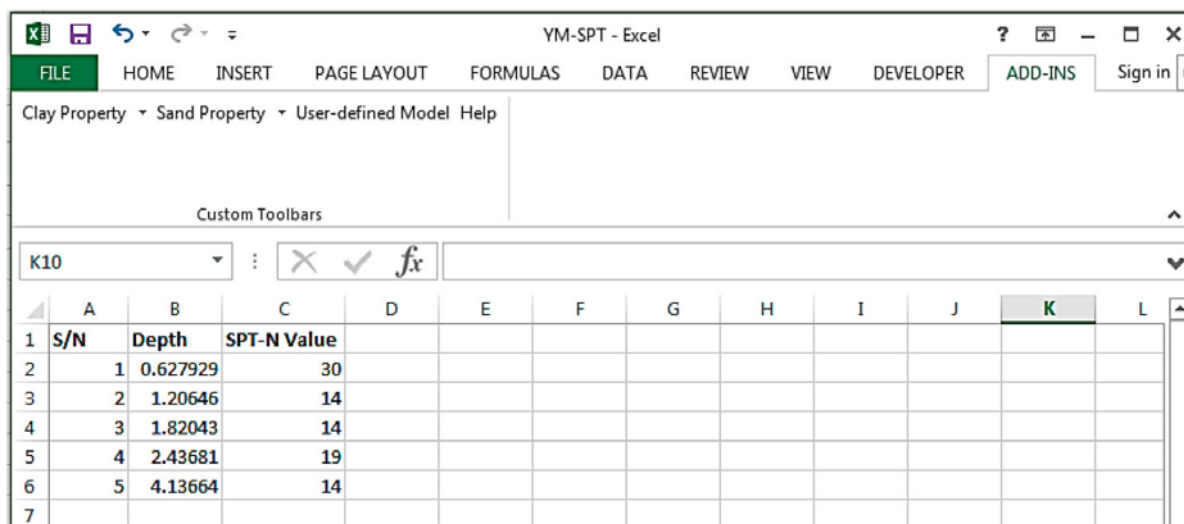 YM-SPT - Excel ?
FILE HOME INSERT PAGE LAYOUT FORMULAS DATA REVIEW VIEW DEVELOPER ADD-INS Sign in
Clay Property Sand Property User-defined Model Help
Custom Toolbars
K10 fx
A B C D E F G H I J K L
1 S/N Depth SPT-N Value
2 1 0.627929 30
3 2 1.20646 14
4 3 1.82043 14
5 4 2.43681 19
6 5 4.13664 14
7